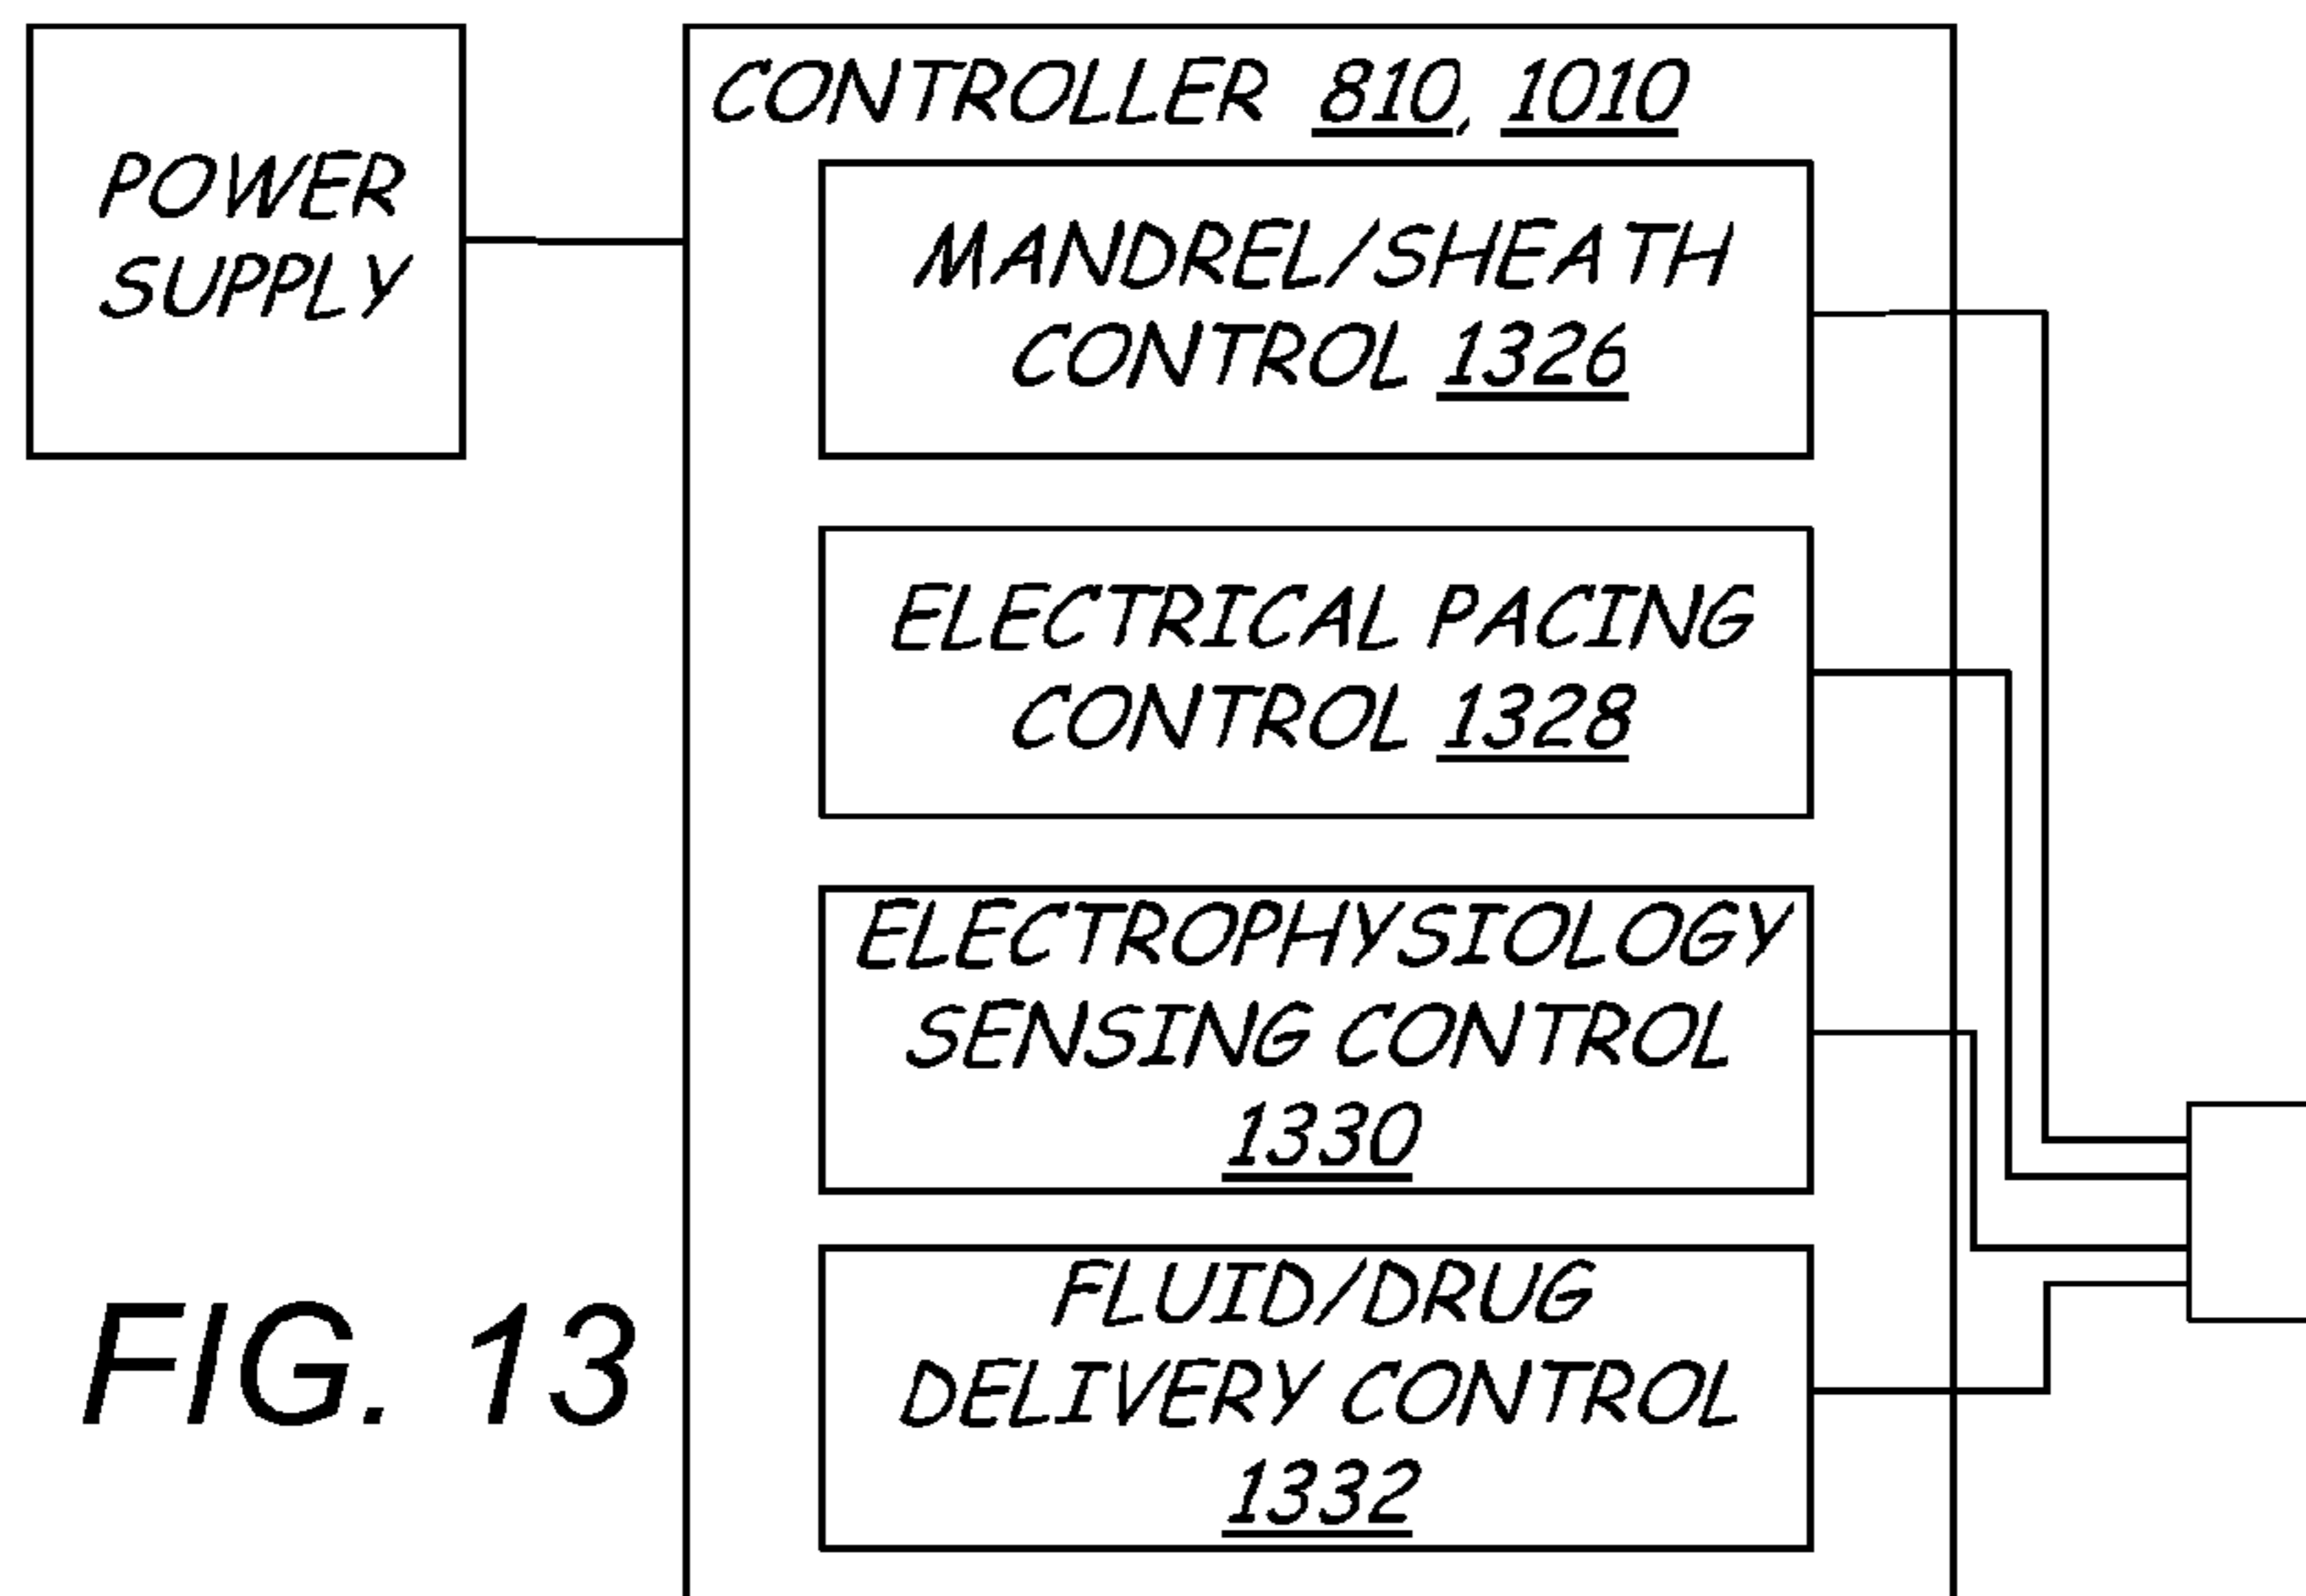 POWER
SUPPLY
CONTROLLER 810, 1010
MANDREL/SHEATH
CONTROL 1326
ELECTRICAL PACING
CONTROL 1328
ELECTROPHYSIOLOGY
SENSING CONTROL
1330
FLUID/DRUG
DELIVERY CONTROL
1332
FIG. 13